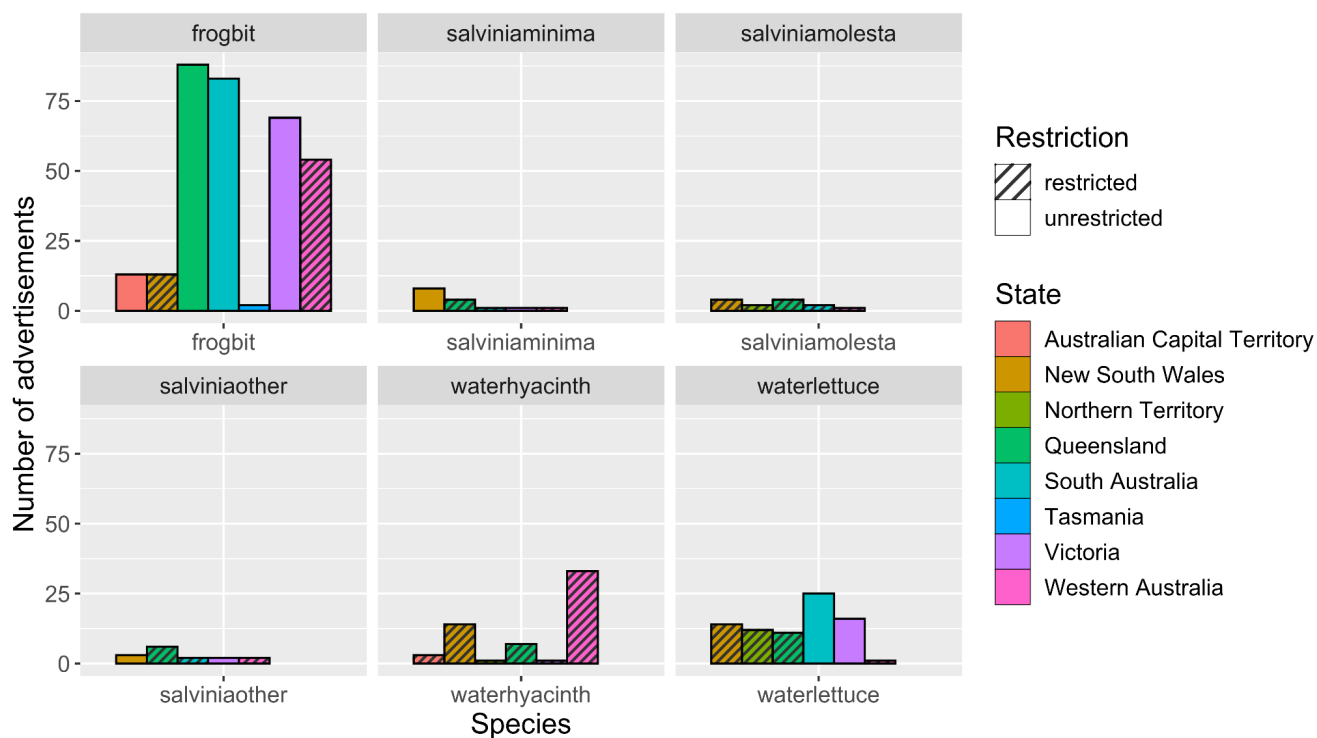 frogbit
salviniaminima
salviniamolesta
75
50
25
0
frogbit
salviniaminima
salviniamolesta
salviniaother
waterhyacinth
waterlettuce
75
50
25
0
salviniaother
waterhyacinth
waterlettuce
Number of advertisements
Species
Restriction
restricted
unrestricted
State
Australian Capital Territory
New South Wales
Northern Territory
Queensland
South Australia
Tasmania
Victoria
Western Australia